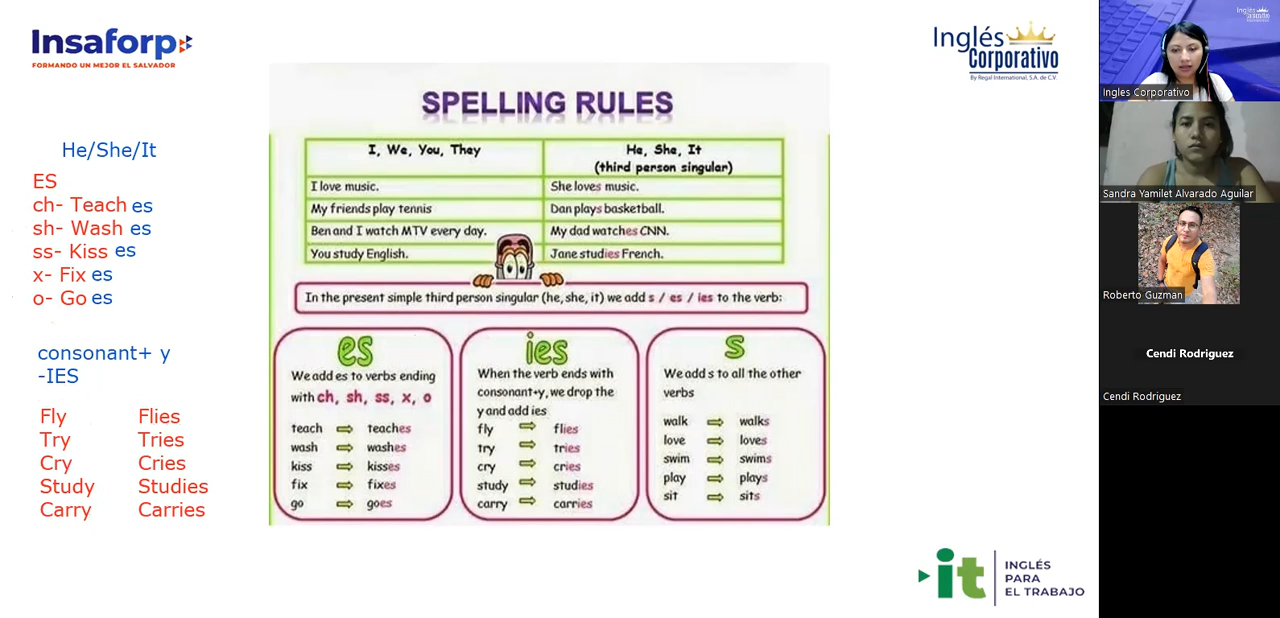 Insaforp
FORMANDO UN MEJOR EL SALVADOR
Inglés
Corporativo
By Regal International, S.A. de C.V.
He/She/It
ES
ch- Teach es
sh- Wash es
ss- Kiss es
x- Fix es
o- Go es
consonant+ y
-IES
Fly Flies
Try Tries
Cry Cries
Study Studies
Carry Carries
SPELLING RULES
I, We, You, They He, She, It
(third person singular)
I love music. She loves music.
My friends play tennis Dan plays basketball.
Ben and I watch MTV every day. My dad watches CNN.
You study English. Jane studies French.
In the present simple third person singular (he, she, it) we add s / es / ies to the verb:
es
We add es to verbs ending
with ch, sh, ss, x, o
teach teaches
wash washes
kiss kisses
fix fixes
go goes
ies
When the verb ends with
consonant+y, we drop the
y and add ies
fly flies
try tries
cry cries
study studies
carry carries
s
We add s to all the other
verbs
walk walks
love loves
swim swims
play plays
sit sits
it
INGLÉS
PARA
EL TRABAJO
Ingles Corporativo
Sandra Yamilet Alvarado Aguilar
Roberto Guzman
Cendi Rodriguez
Cendi Rodriguez